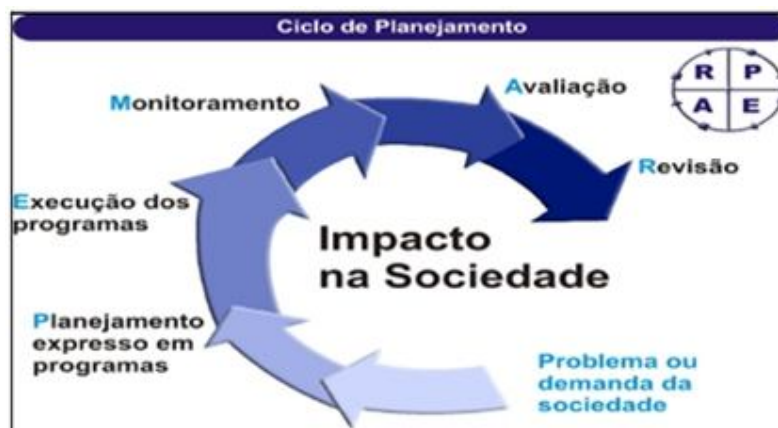 Ciclo de Planejamento
R P
A E
Avaliação
Monitoramento
Revisão
Execução dos
programas
Impacto
na Sociedade
Planejamento
expresso em
programas
Problema ou
demanda da
sociedade